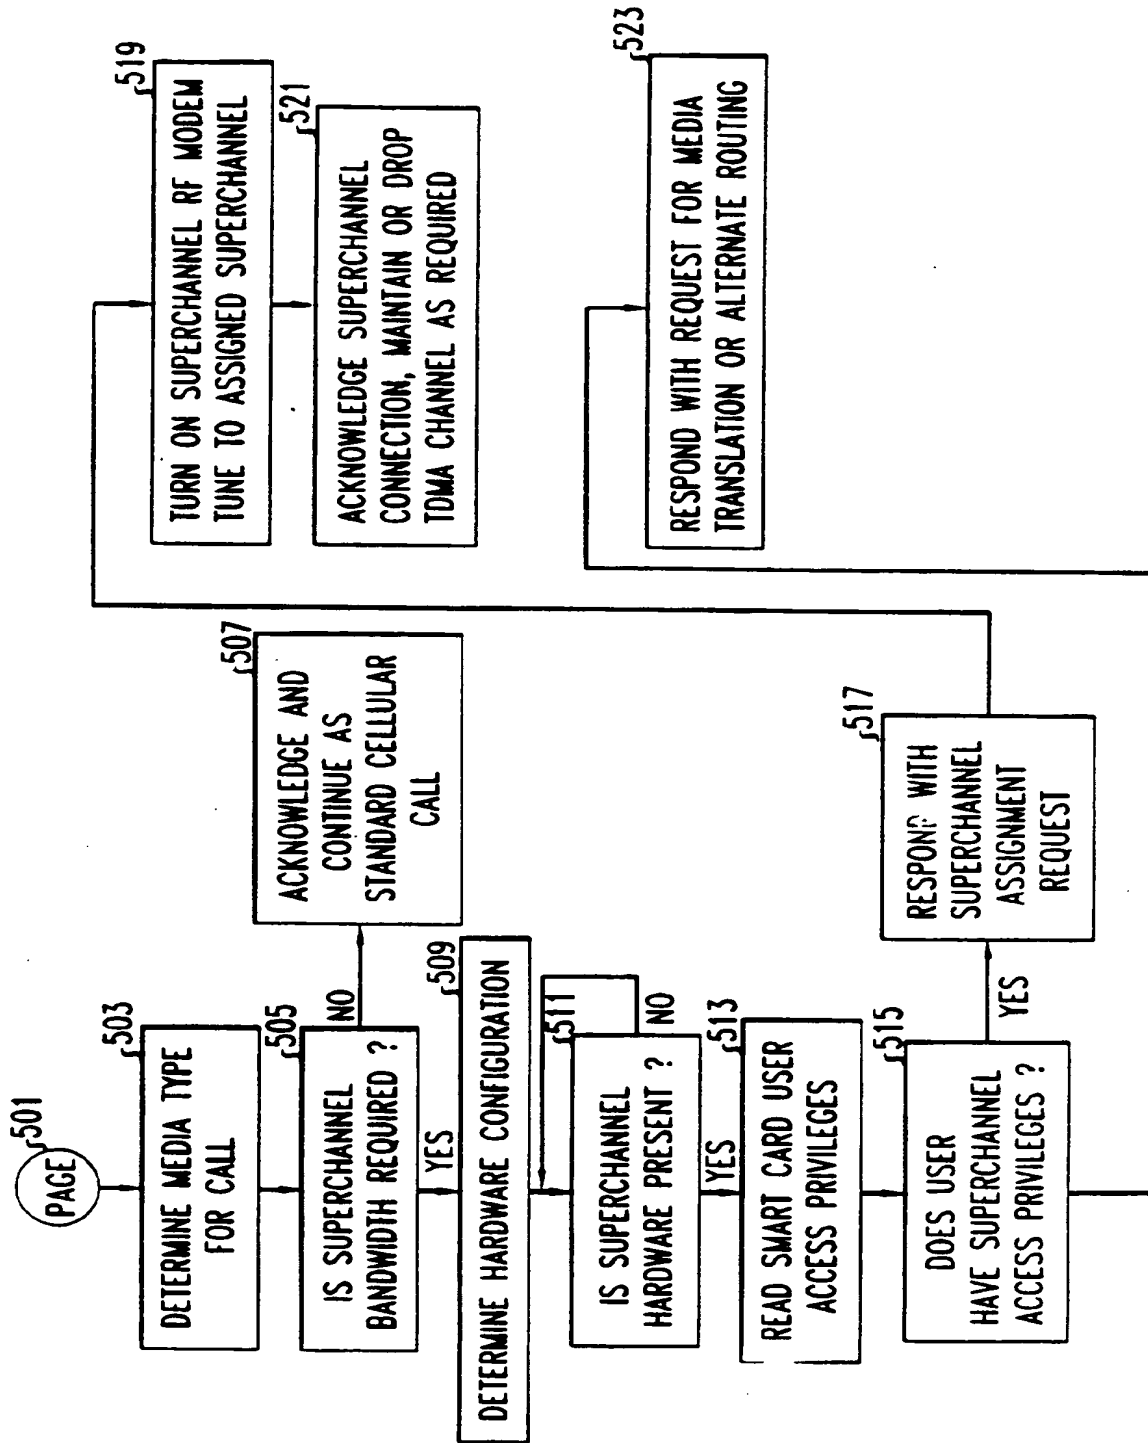 501
PAGE
503
DETERMINE MEDIA TYPE
FOR CALL
505
IS SUPERCHANNEL
BANDWIDTH REQUIRED ?
NO
YES
507
ACKNOWLEDGE AND
CONTINUE AS
STANDARD CELLULAR
CALL
509
DETERMINE HARDWARE CONFIGURATION
511
IS SUPERCHANNEL
HARDWARE PRESENT ?
NO
YES
513
READ SMART CARD USER
ACCESS PRIVILEGES
515
DOES USER
HAVE SUPERCHANNEL
ACCESS PRIVILEGES ?
YES
517
RESPOND WITH
SUPERCHANNEL
ASSIGNMENT
REQUEST
519
TURN ON SUPERCHANNEL RF MODEM
TUNE TO ASSIGNED SUPERCHANNEL
521
ACKNOWLEDGE SUPERCHANNEL
CONNECTION, MAINTAIN OR DROP
TDMA CHANNEL AS REQUIRED
523
RESPOND WITH REQUEST FOR MEDIA
TRANSLATION OR ALTERNATE ROUTING